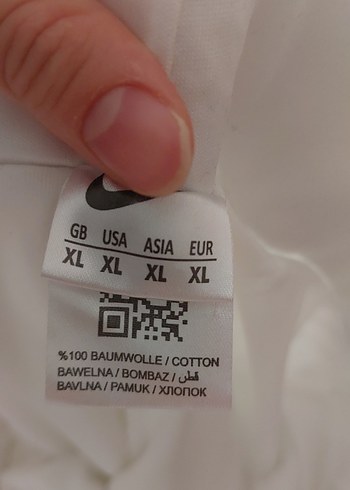 GB USA ASIA EUR
XL XL XL XL
%100 BAUMWOLLE / COTTON
BAWELNA / BOMBAZ / قطن
BAVLNA / PAMUK / ХЛОПОК